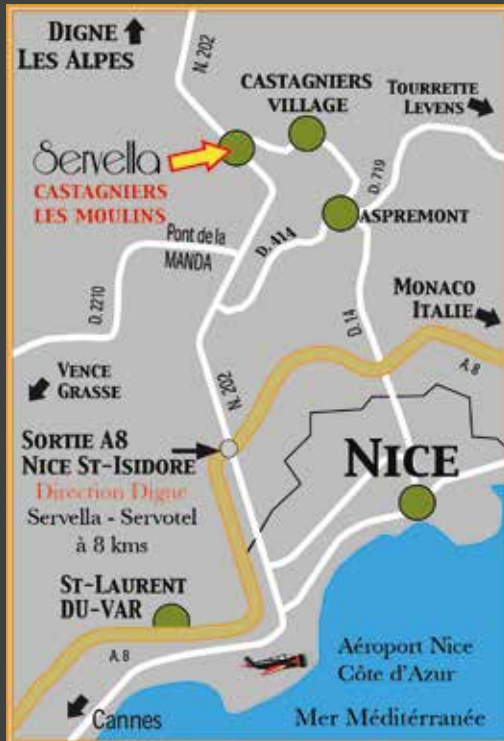 DIGNE
LES ALPES
N. 202
CASTAGNIERS
VILLAGE
TOURRETTE
LEVENS
Servella
CASTAGNIERS
LES MOULINS
D. 719
ASPREMONT
Pont de la
MANDA
D. 414
D. 2210
MONACO
ITALIE
D. 14
A.8
VENCE
GRASSE
N. 202
SORTIE A8
NICE ST-ISIDORE
Direction Digne
Servella - Servotel
à 8 kms
NICE
ST-LAURENT
DU-VAR
A.8
Aéroport Nice
Côte d'Azur
Cannes
Mer Méditérranée